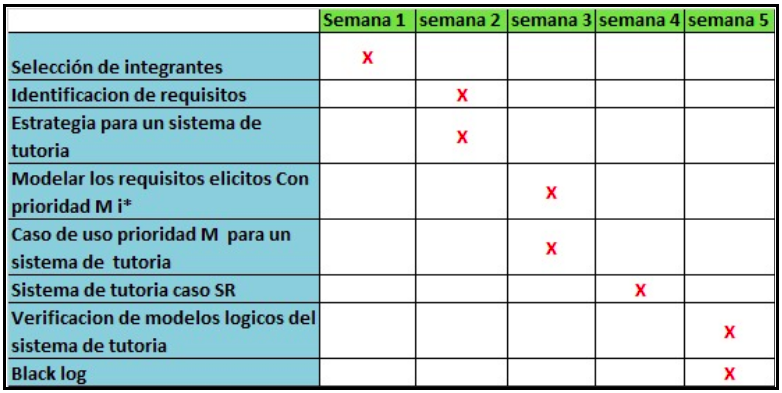 Semana 1 semana 2 semana 3 semana 4 semana 5
Selección de integrantes X
Identificacion de requisitos X
Estrategia para un sistema de
tutoria X
Modelar los requisitos elicitos Con
prioridad M i* X
Caso de uso prioridad M para un
sistema de tutoria X
Sistema de tutoria caso SR X
Verificacion de modelos logicos del
sistema de tutoria X
Black log X